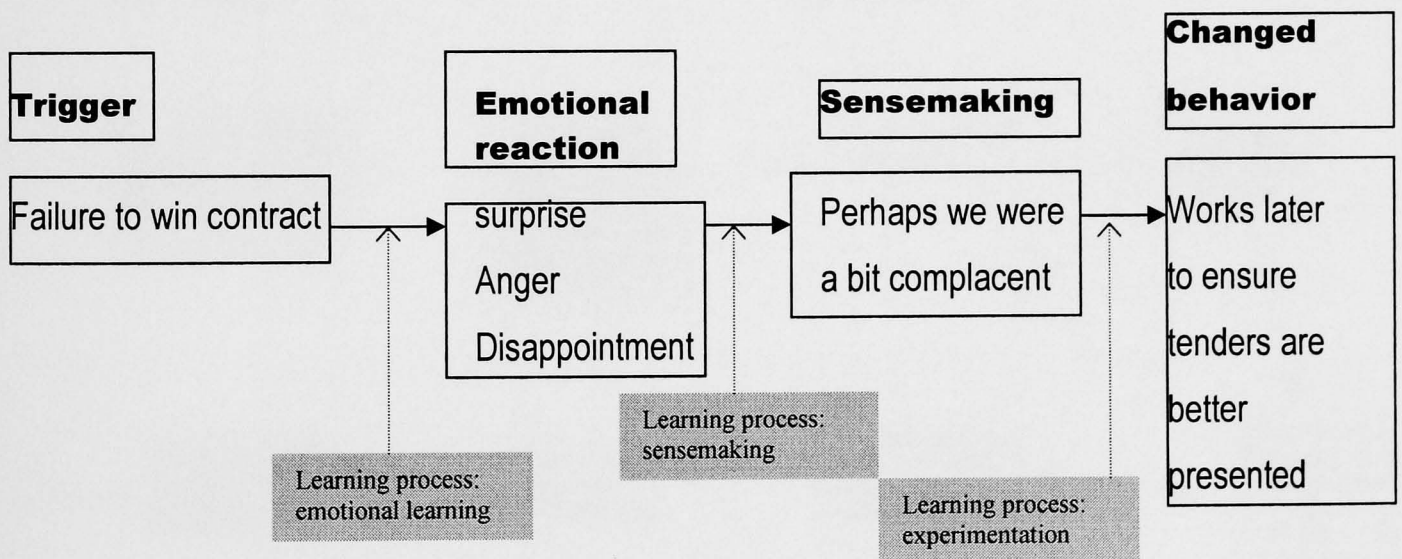 Trigger
Failure to win contract
Emotional
reaction
surprise
Anger
Disappointment
Sensemaking
Perhaps we were
a bit complacent
Changed
behavior
Works later
to ensure
tenders are
better
presented
Learning process:
emotional learning
Learning process:
sensemaking
Learning process:
experimentation